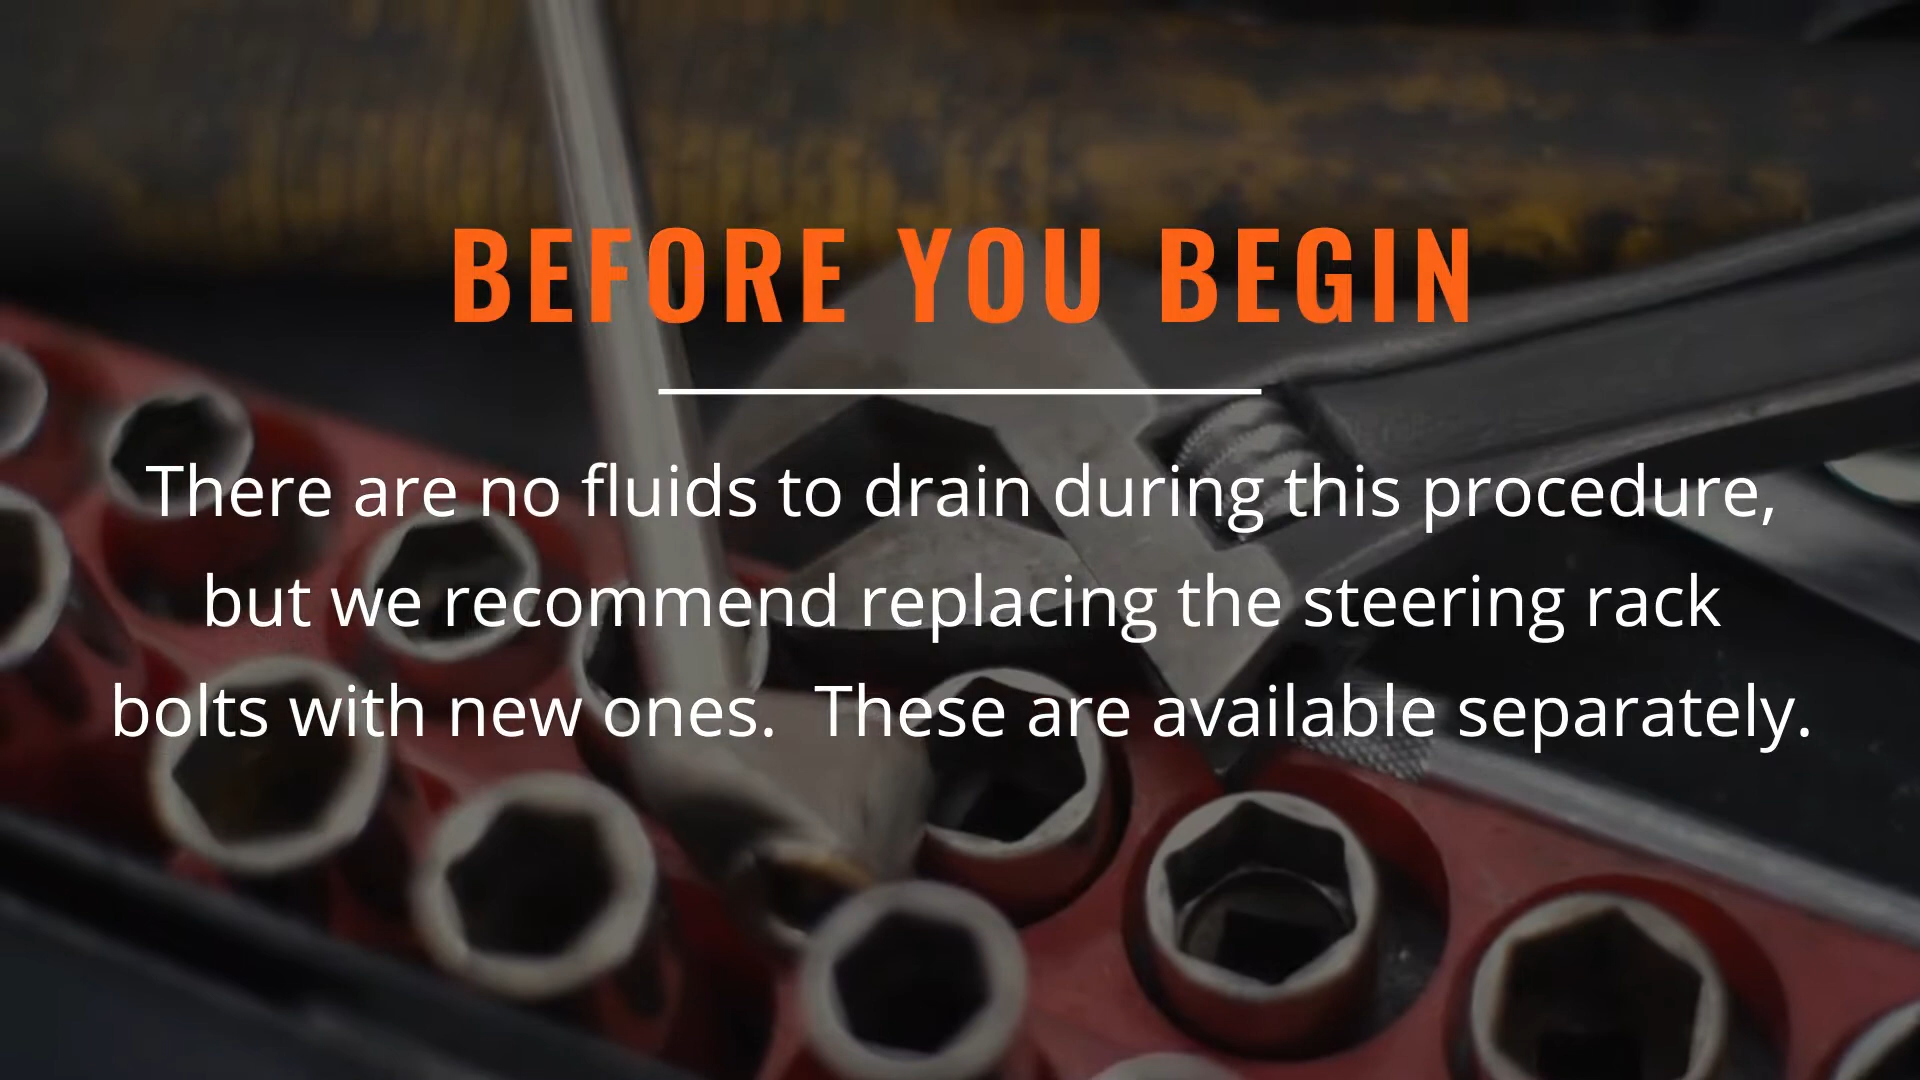 BEFORE YOU BEGIN
There are no fluids to drain during this procedure,
but we recommend replacing the steering rack
bolts with new ones.  These are available separately.